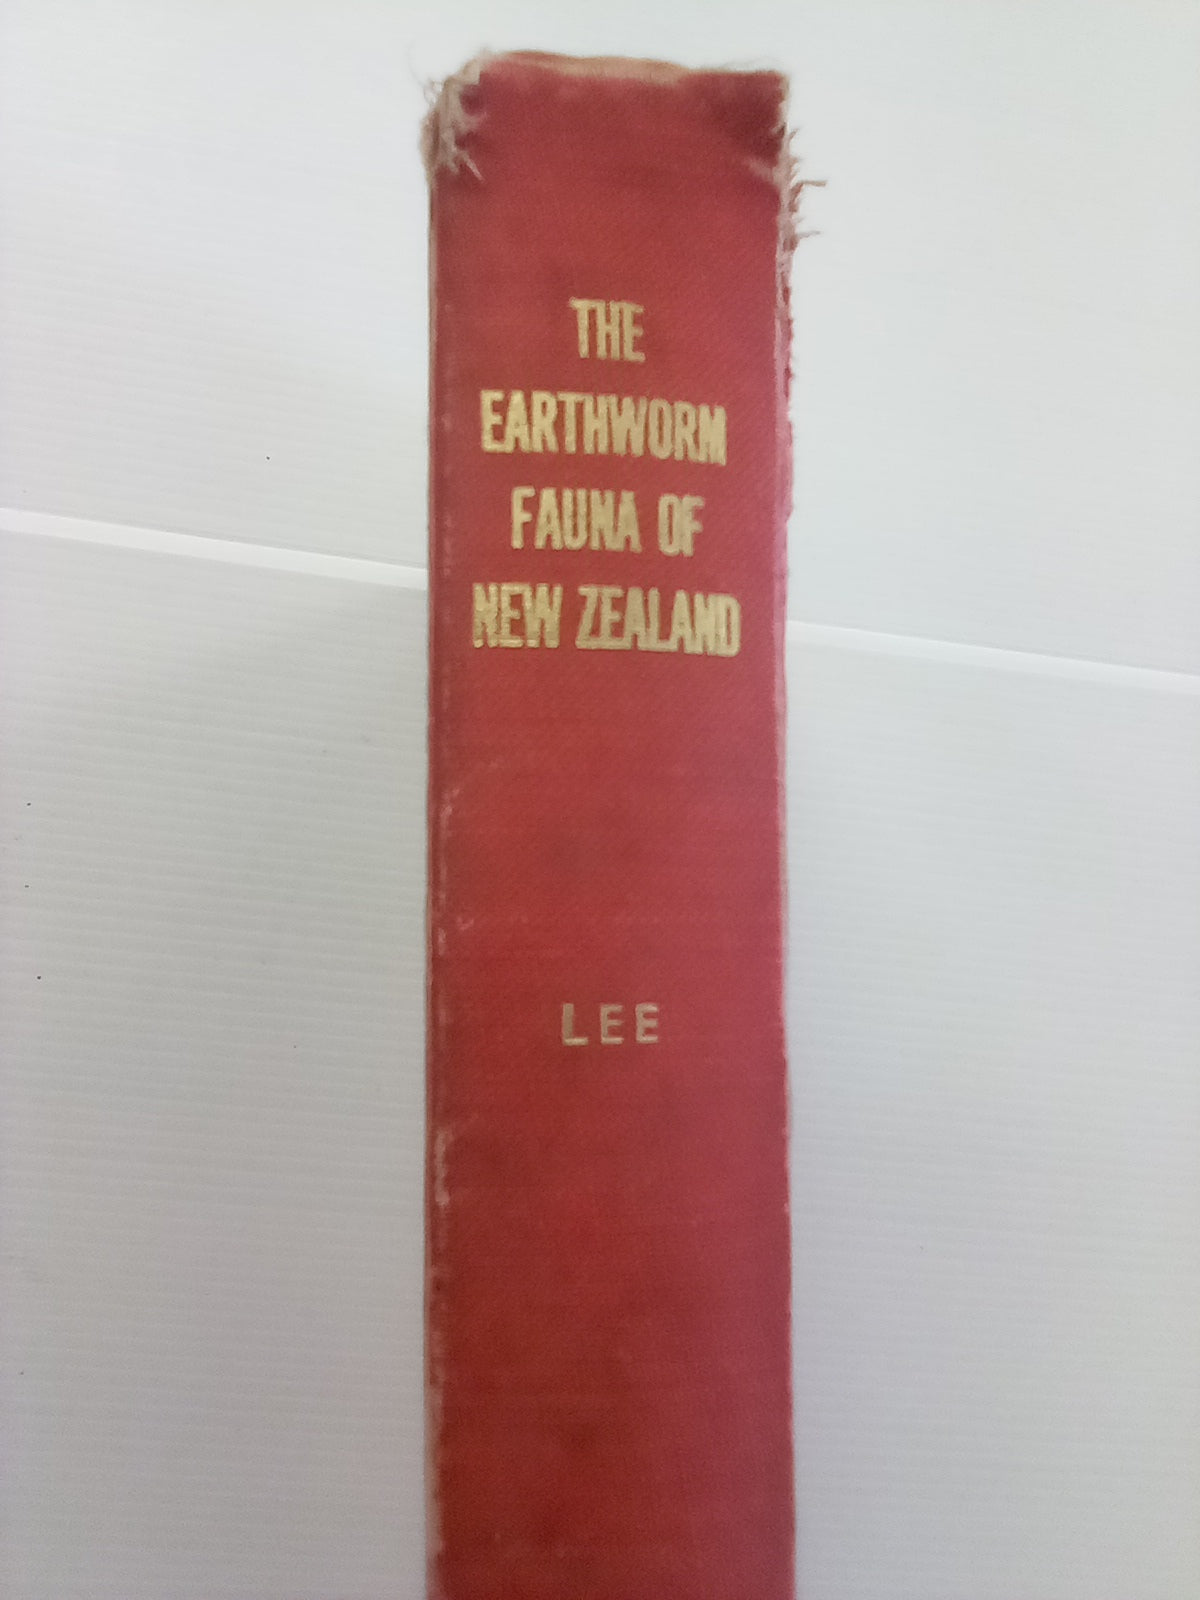 THE
EARTHWORM
FAUNA OF
NEW ZEALAND
LEE